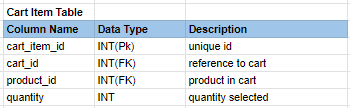 Cart Item Table
Column Name Data Type Description
cart_item_id INT(Pk) unique id
cart_id INT(FK) reference to cart
product_id INT(FK) product in cart
quantity INT quantity selected